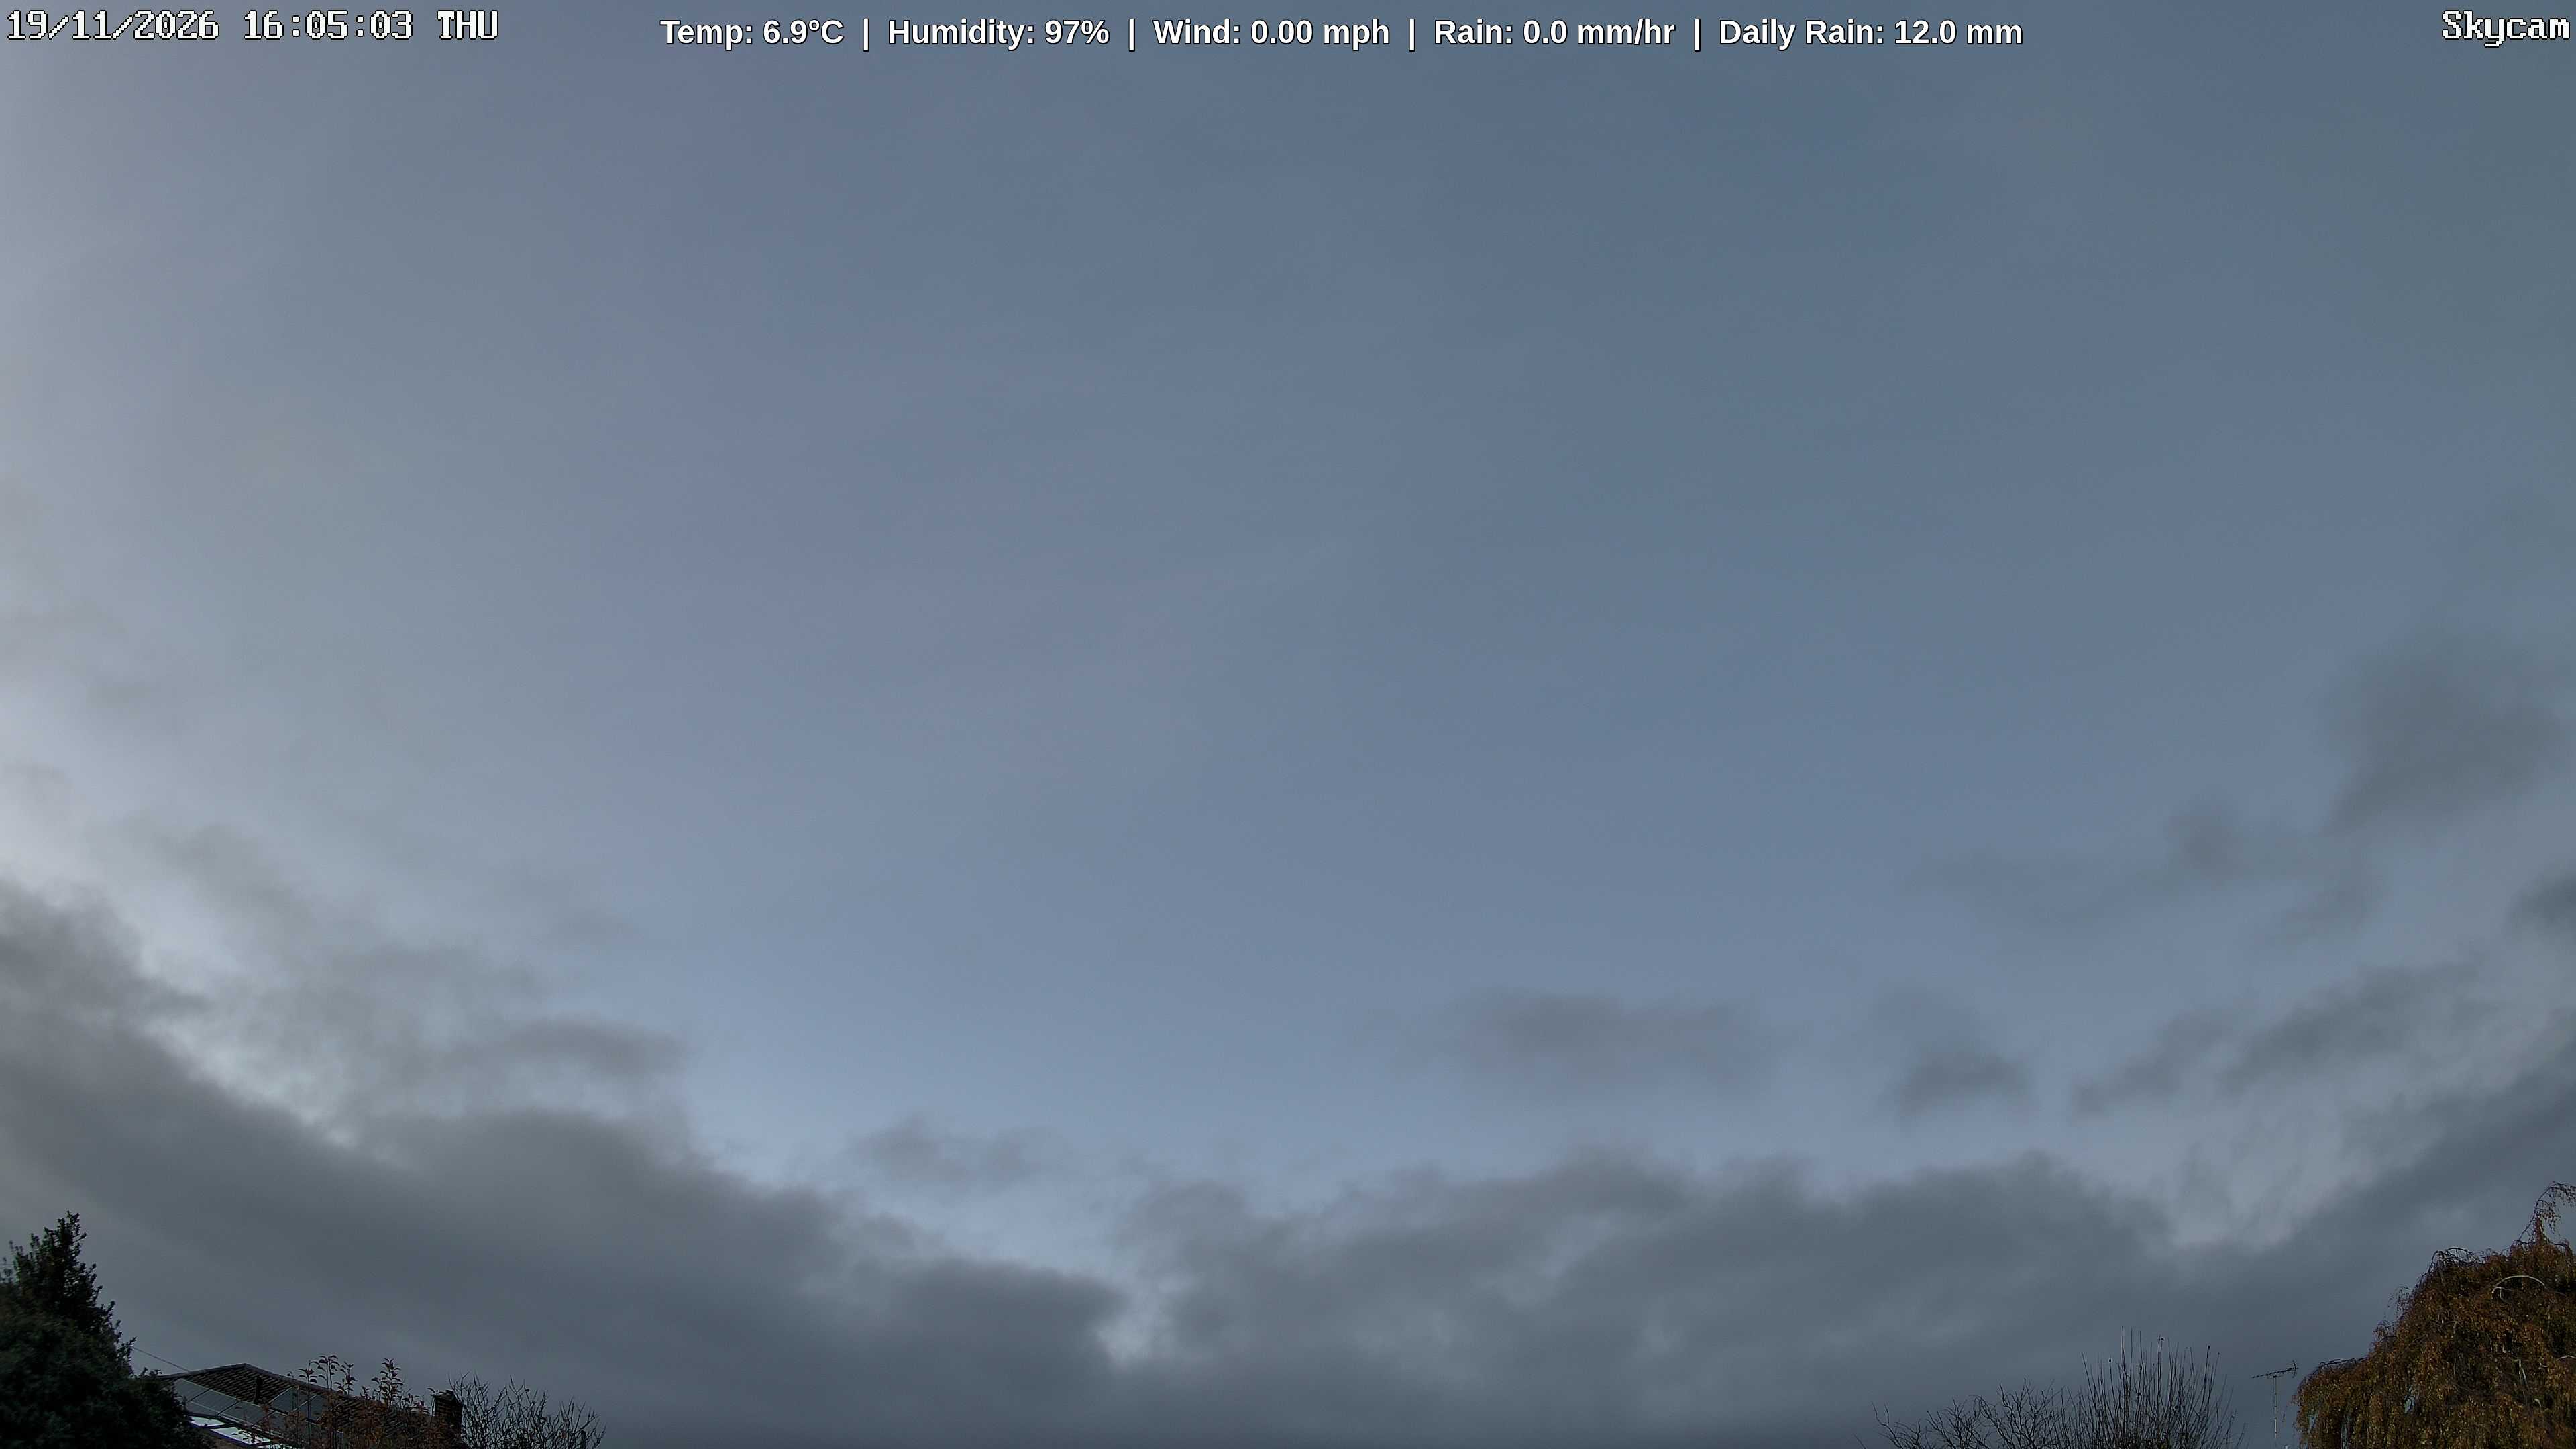 19/11/2026 16:05:03 THU
Temp: 6.9°C | Humidity: 97% | Wind: 0.00 mph | Rain: 0.0 mm/hr | Daily Rain: 12.0 mm
Skycam